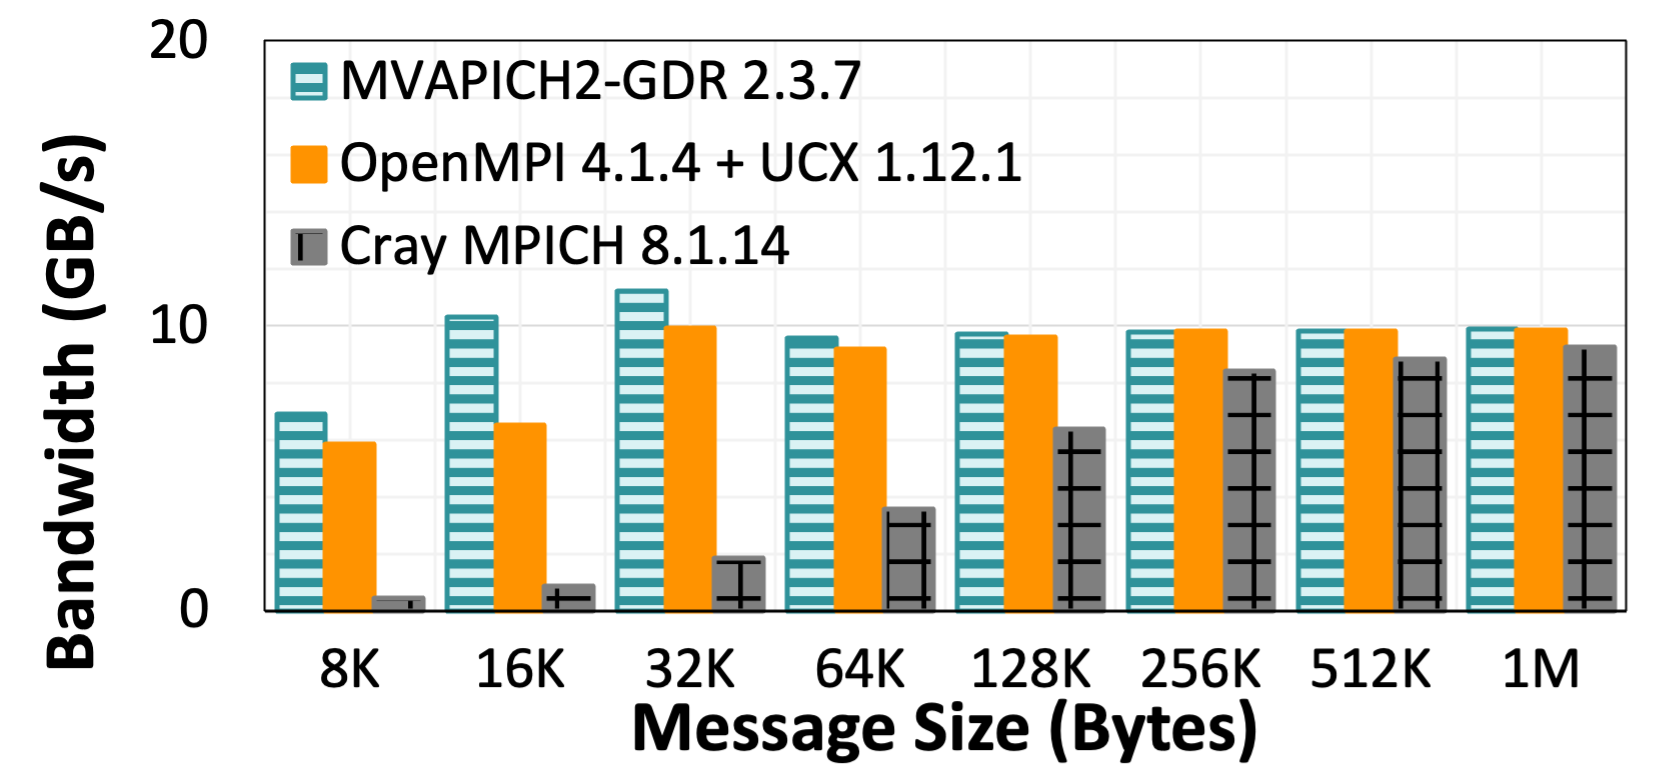 Bandwidth (GB/s)
20
10
0
MVAPICH2-GDR 2.3.7
OpenMPI 4.1.4 + UCX 1.12.1
Cray MPICH 8.1.14
8K 16K 32K 64K 128K 256K 512K 1M
Message Size (Bytes)